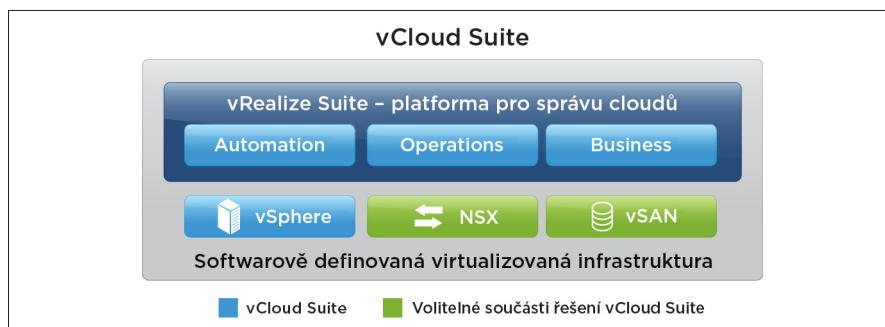 vCloud Suite
vRealize Suite – platforma pro správu cloudů
Automation Operations Business
vSphere NSX vSAN
Softwarově definovaná virtualizovaná infrastruktura
vCloud Suite Volitelné součásti řešení vCloud Suite